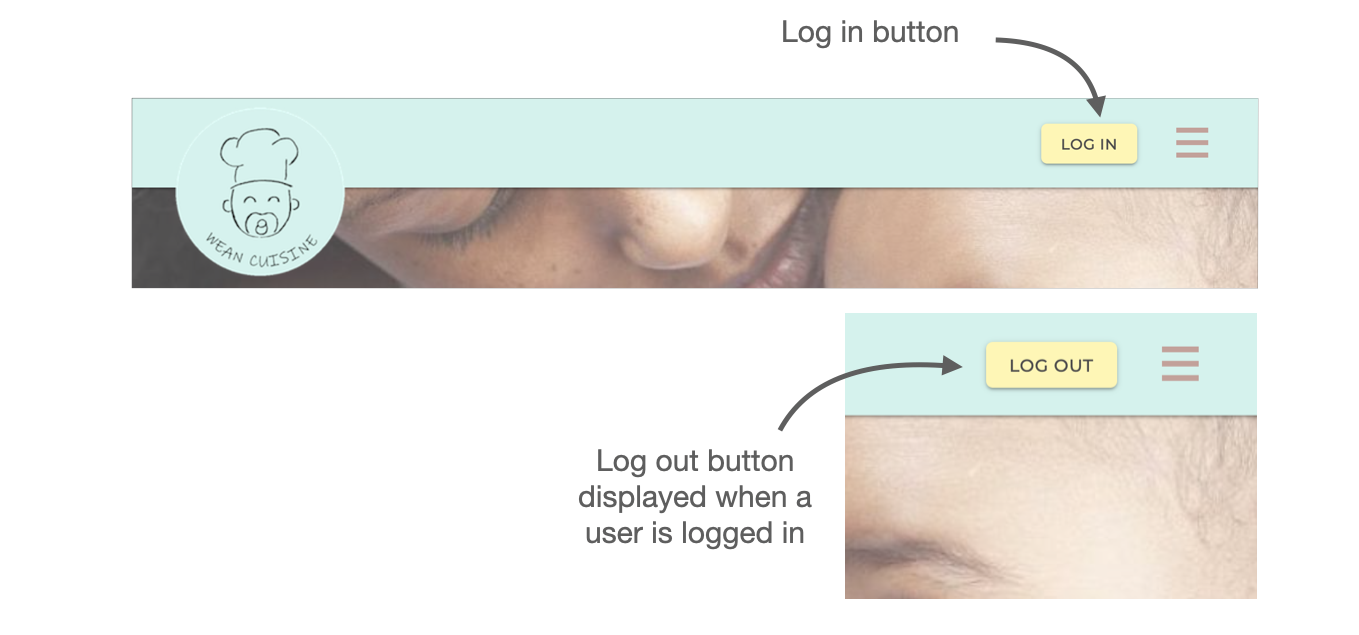 Log in button
LOG IN
WEAN CUISINE
LOG OUT
Log out button
displayed when a
user is logged in